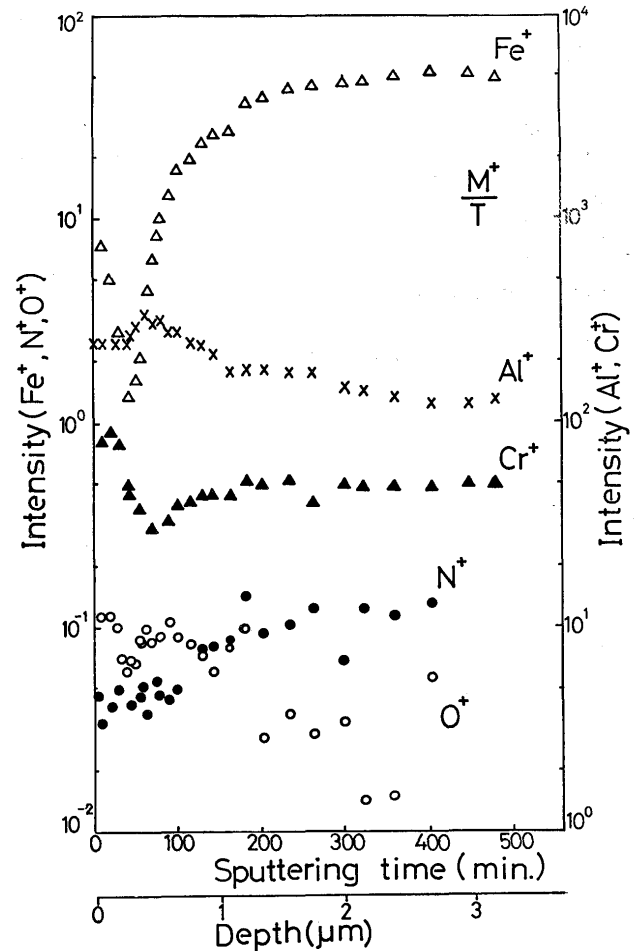 10² 10⁴
Fe⁺
M⁺
T
10¹ 10³
Intensity (Fe⁺, N⁺, O⁺)
Intensity (Al⁺, Cr⁺)
Al⁺
10⁰ 10²
Cr⁺
N⁺
10⁻¹ 10¹
O⁺
10⁻² 10⁰
0 100 200 300 400 500
Sputtering time (min.)
0 1 2 3
Depth (µm)